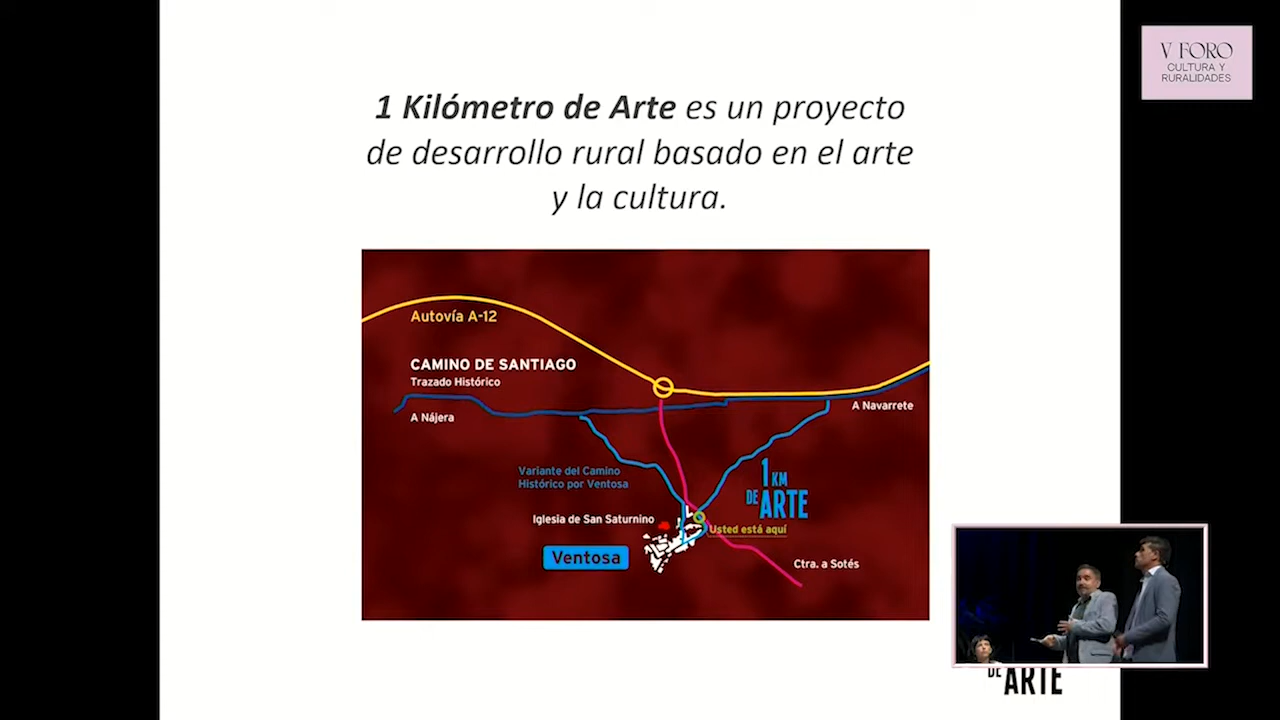 V FORO
CULTURA Y
RURALIDADES
1 Kilómetro de Arte es un proyecto
de desarrollo rural basado en el arte
y la cultura.
Autovía A-12
CAMINO DE SANTIAGO
Trazado Histórico
A Nájera
A Navarrete
Variante del Camino
Histórico por Ventosa
1 KM
DE ARTE
Iglesia de San Saturnino
Usted está aquí
Ventosa
Ctra. a Sotés
DE ARTE